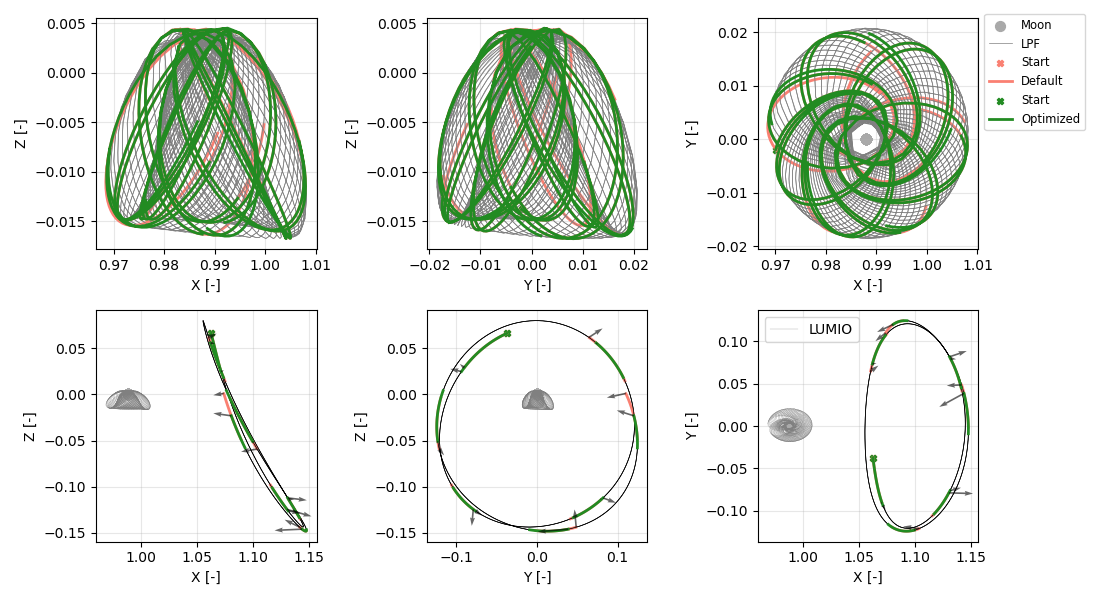 0.005
0.000
−0.005
−0.010
−0.015
Z [-]
0.97 0.98 0.99 1.00 1.01
X [-]
0.005
0.000
−0.005
−0.010
−0.015
Z [-]
−0.02 −0.01 0.00 0.01 0.02
Y [-]
0.02
0.01
0.00
−0.01
−0.02
Y [-]
0.97 0.98 0.99 1.00 1.01
X [-]
Moon
LPF
Start
Default
Start
Optimized
0.05
0.00
−0.05
−0.10
−0.15
Z [-]
1.00 1.05 1.10 1.15
X [-]
0.05
0.00
−0.05
−0.10
−0.15
Z [-]
−0.1 0.0 0.1
Y [-]
LUMIO
0.10
0.05
0.00
−0.05
−0.10
Y [-]
1.00 1.05 1.10 1.15
X [-]